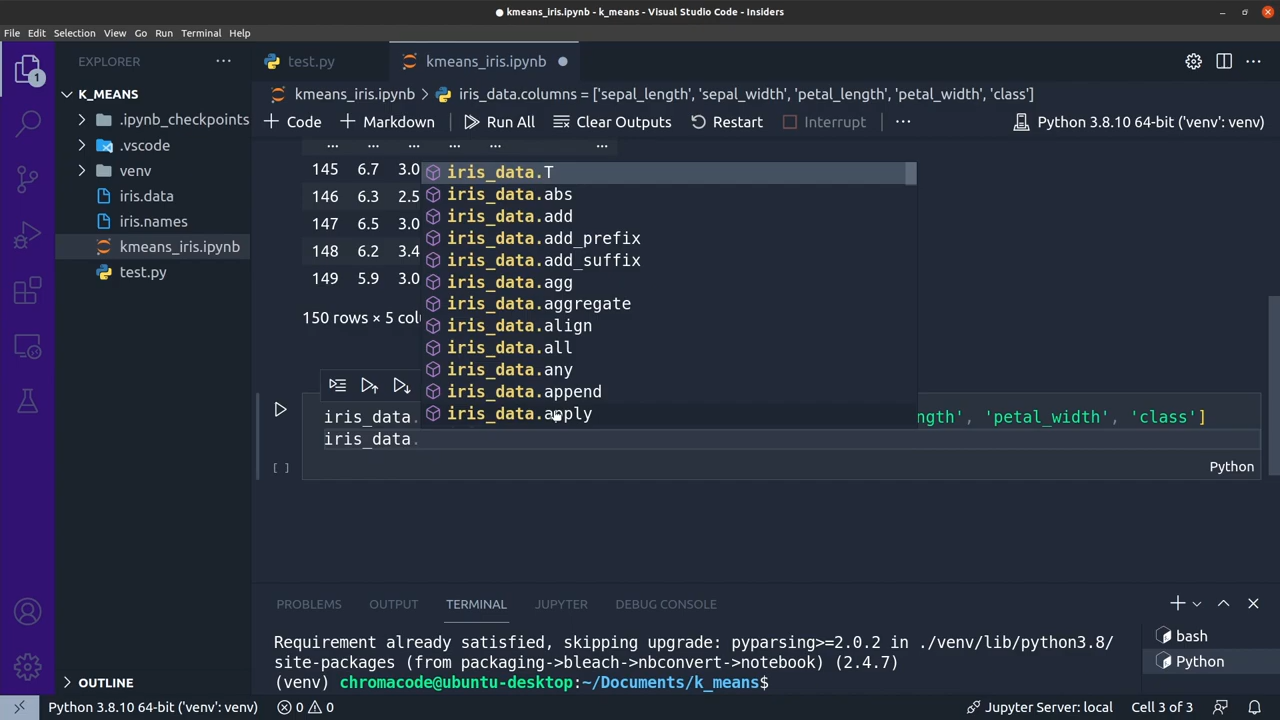 kmeans_iris.ipynb - k_means - Visual Studio Code - Insiders
File Edit Selection View Go Run Terminal Help
EXPLORER
test.py
kmeans_iris.ipynb
K_MEANS
.ipynb_checkpoints
.vscode
venv
iris.data
iris.names
kmeans_iris.ipynb
test.py
OUTLINE
1
kmeans_iris.ipynb > iris_data.columns = ['sepal_length', 'sepal_width', 'petal_length', 'petal_width', 'class']
+ Code + Markdown Run All Clear Outputs Restart Interrupt ... Python 3.8.10 64-bit ('venv': venv)
... ... ... ... ... ...
145 6.7 3.0
146 6.3 2.5
147 6.5 3.0
148 6.2 3.4
149 5.9 3.0
150 rows × 5 colu
iris_data.T
iris_data.abs
iris_data.add
iris_data.add_prefix
iris_data.add_suffix
iris_data.agg
iris_data.aggregate
iris_data.align
iris_data.all
iris_data.any
iris_data.append
iris_data.apply
iris_data. ngth', 'petal_width', 'class']
iris_data.
[ ]
Python
PROBLEMS OUTPUT TERMINAL JUPYTER DEBUG CONSOLE
Requirement already satisfied, skipping upgrade: pyparsing>=2.0.2 in ./venv/lib/python3.8/
site-packages (from packaging->bleach->nbconvert->notebook) (2.4.7)
(venv) chromacode@ubuntu-desktop:~/Documents/k_means$
bash
Python
Python 3.8.10 64-bit ('venv': venv) 0 0 Jupyter Server: local Cell 3 of 3